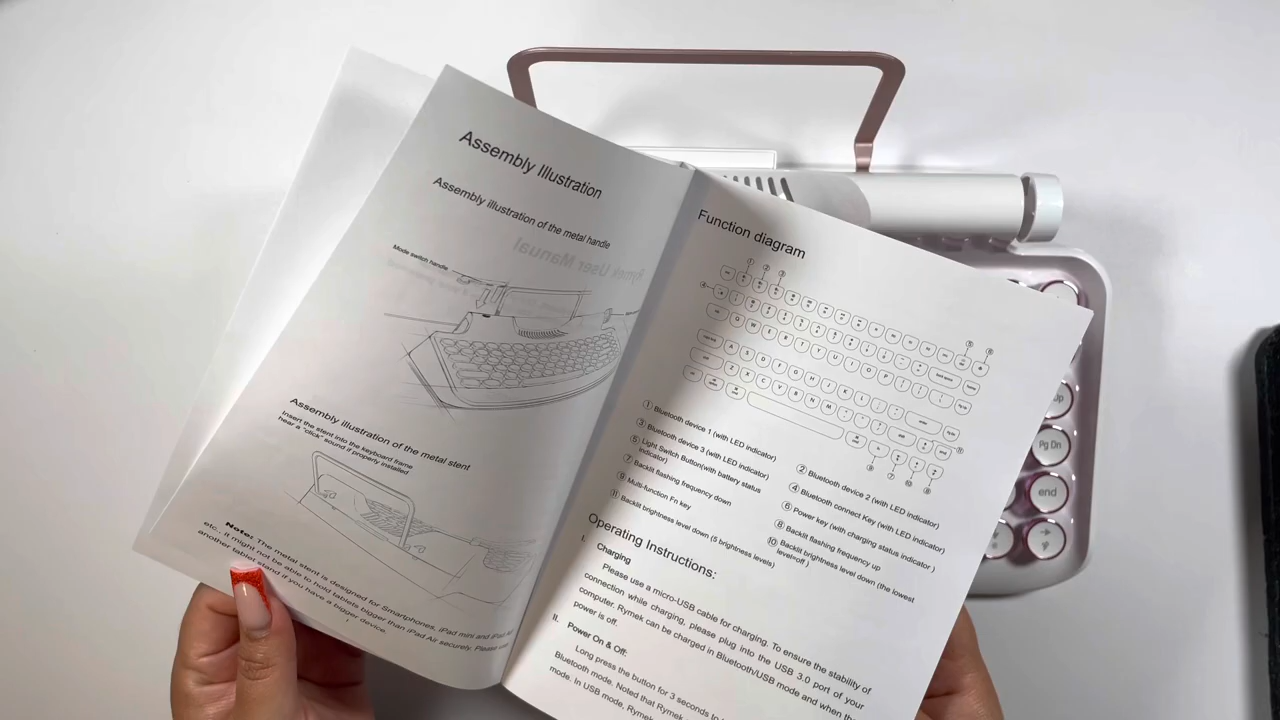 Assembly Illustration
Assembly illustration of the metal handle
Mode switch handle
Assembly illustration of the metal stent
Insert the stent into the keyboard frame
hear a "click" sound if properly installed
Note: The metal stent is designed for Smartphones, iPad mini and iPad Air
etc., it might not be able to hold tablets bigger than iPad Air securely. Please
another tablet stand if you have a bigger device.
1
Function diagram
① Bluetooth device 1 (with LED indicator)
② Bluetooth device 2 (with LED indicator)
③ Bluetooth device 3 (with LED indicator)
④ Bluetooth connect Key (with LED indicator)
⑤ Light Switch Button(with battery status
indicator)
⑥ Power key (with charging status indicator )
⑦ Backlit flashing frequency down
⑧ Backlit flashing frequency up
⑨ Multi-function Fn key
⑩ Backlit brightness level down (the lowest
level=off )
⑪ Backlit brightness level down (5 brightness levels)
Operating Instructions:
I. Charging
Please use a micro-USB cable for charging. To ensure the stability of
connection while charging, please plug into the USB 3.0 port of your
computer. Rymek can be charged in Bluetooth/USB mode and when the
power is off.
II. Power On & Off:
Long press the button for 3 seconds to
Bluetooth mode. Noted that Rymek
mode. In USB mode, Rymek
Rymek User Manual
Pg Dn
end